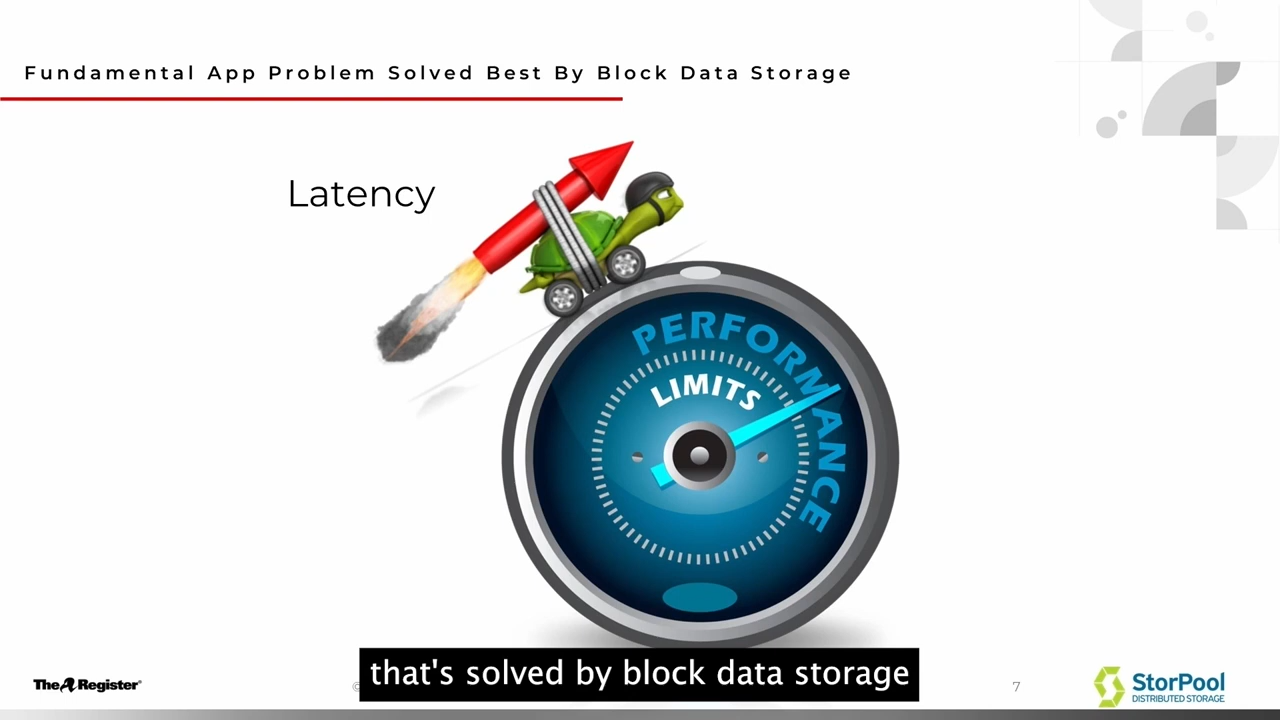 Fundamental App Problem Solved Best By Block Data Storage
Latency
PERFORMANCE
LIMITS
that's solved by block data storage
The A Register®
©
7
StorPool
DISTRIBUTED STORAGE